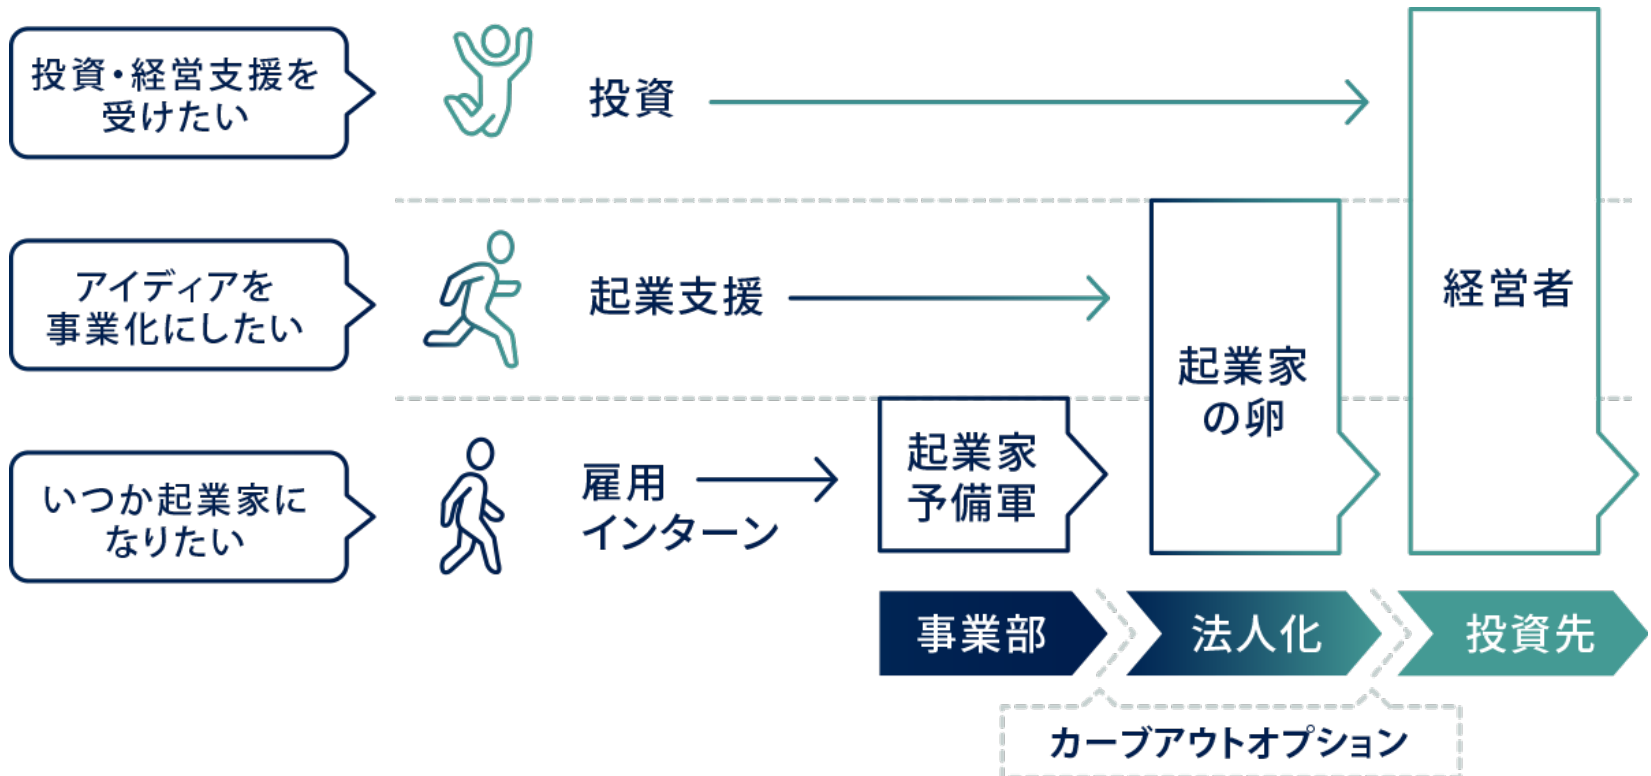 投資・経営支援を
受けたい
投資
アイディアを
事業化にしたい
起業支援
いつか起業家に
なりたい
雇用
インターン
起業家
予備軍
起業家
の卵
経営者
事業部
法人化
投資先
カーブアウトオプション